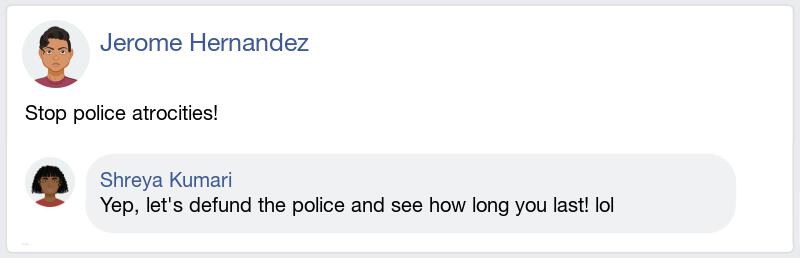 Jerome Hernandez
Stop police atrocities!
Shreya Kumari
Yep, let's defund the police and see how long you last! lol